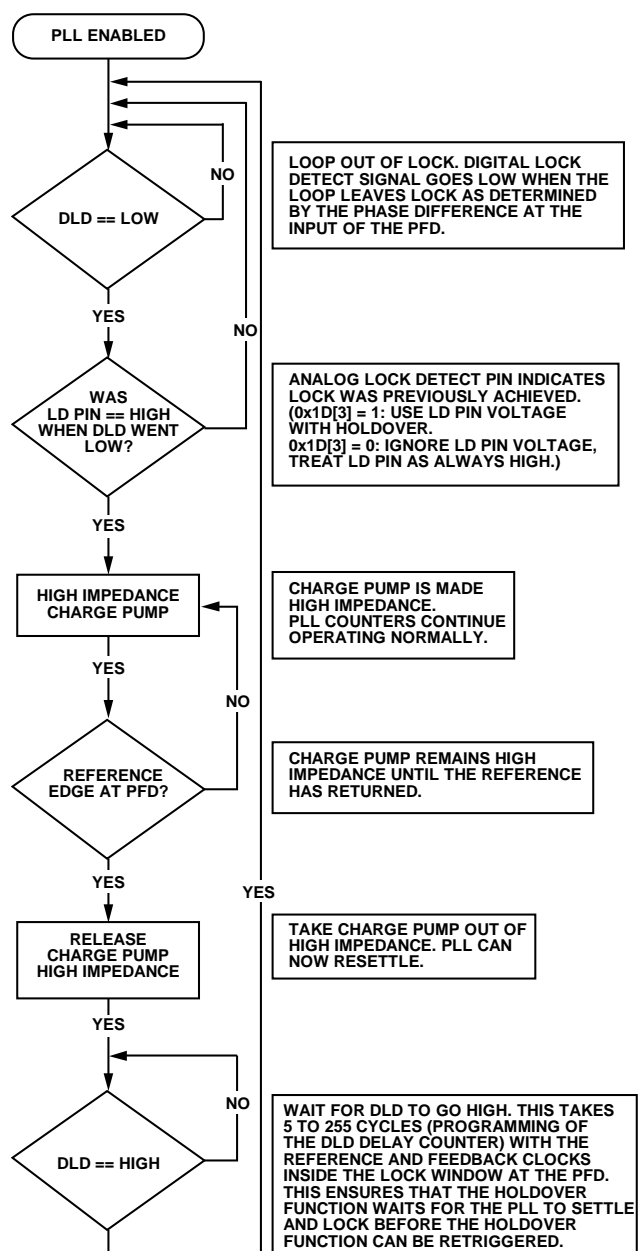 PLL ENABLED
NO
DLD == LOW
LOOP OUT OF LOCK. DIGITAL LOCK
DETECT SIGNAL GOES LOW WHEN THE
LOOP LEAVES LOCK AS DETERMINED
BY THE PHASE DIFFERENCE AT THE
INPUT OF THE PFD.
YES
NO
WAS
LD PIN == HIGH
WHEN DLD WENT
LOW?
ANALOG LOCK DETECT PIN INDICATES
LOCK WAS PREVIOUSLY ACHIEVED.
(0x1D[3] = 1: USE LD PIN VOLTAGE
WITH HOLDOVER.
0x1D[3] = 0: IGNORE LD PIN VOLTAGE,
TREAT LD PIN AS ALWAYS HIGH.)
YES
HIGH IMPEDANCE
CHARGE PUMP
CHARGE PUMP IS MADE
HIGH IMPEDANCE.
PLL COUNTERS CONTINUE
OPERATING NORMALLY.
YES
NO
REFERENCE
EDGE AT PFD?
CHARGE PUMP REMAINS HIGH
IMPEDANCE UNTIL THE REFERENCE
HAS RETURNED.
YES
YES
RELEASE
CHARGE PUMP
HIGH IMPEDANCE
TAKE CHARGE PUMP OUT OF
HIGH IMPEDANCE. PLL CAN
NOW RESETTLE.
YES
NO
DLD == HIGH
WAIT FOR DLD TO GO HIGH. THIS TAKES
5 TO 255 CYCLES (PROGRAMMING OF
THE DLD DELAY COUNTER) WITH THE
REFERENCE AND FEEDBACK CLOCKS
INSIDE THE LOCK WINDOW AT THE PFD.
THIS ENSURES THAT THE HOLDOVER
FUNCTION WAITS FOR THE PLL TO SETTLE
AND LOCK BEFORE THE HOLDOVER
FUNCTION CAN BE RETRIGGERED.